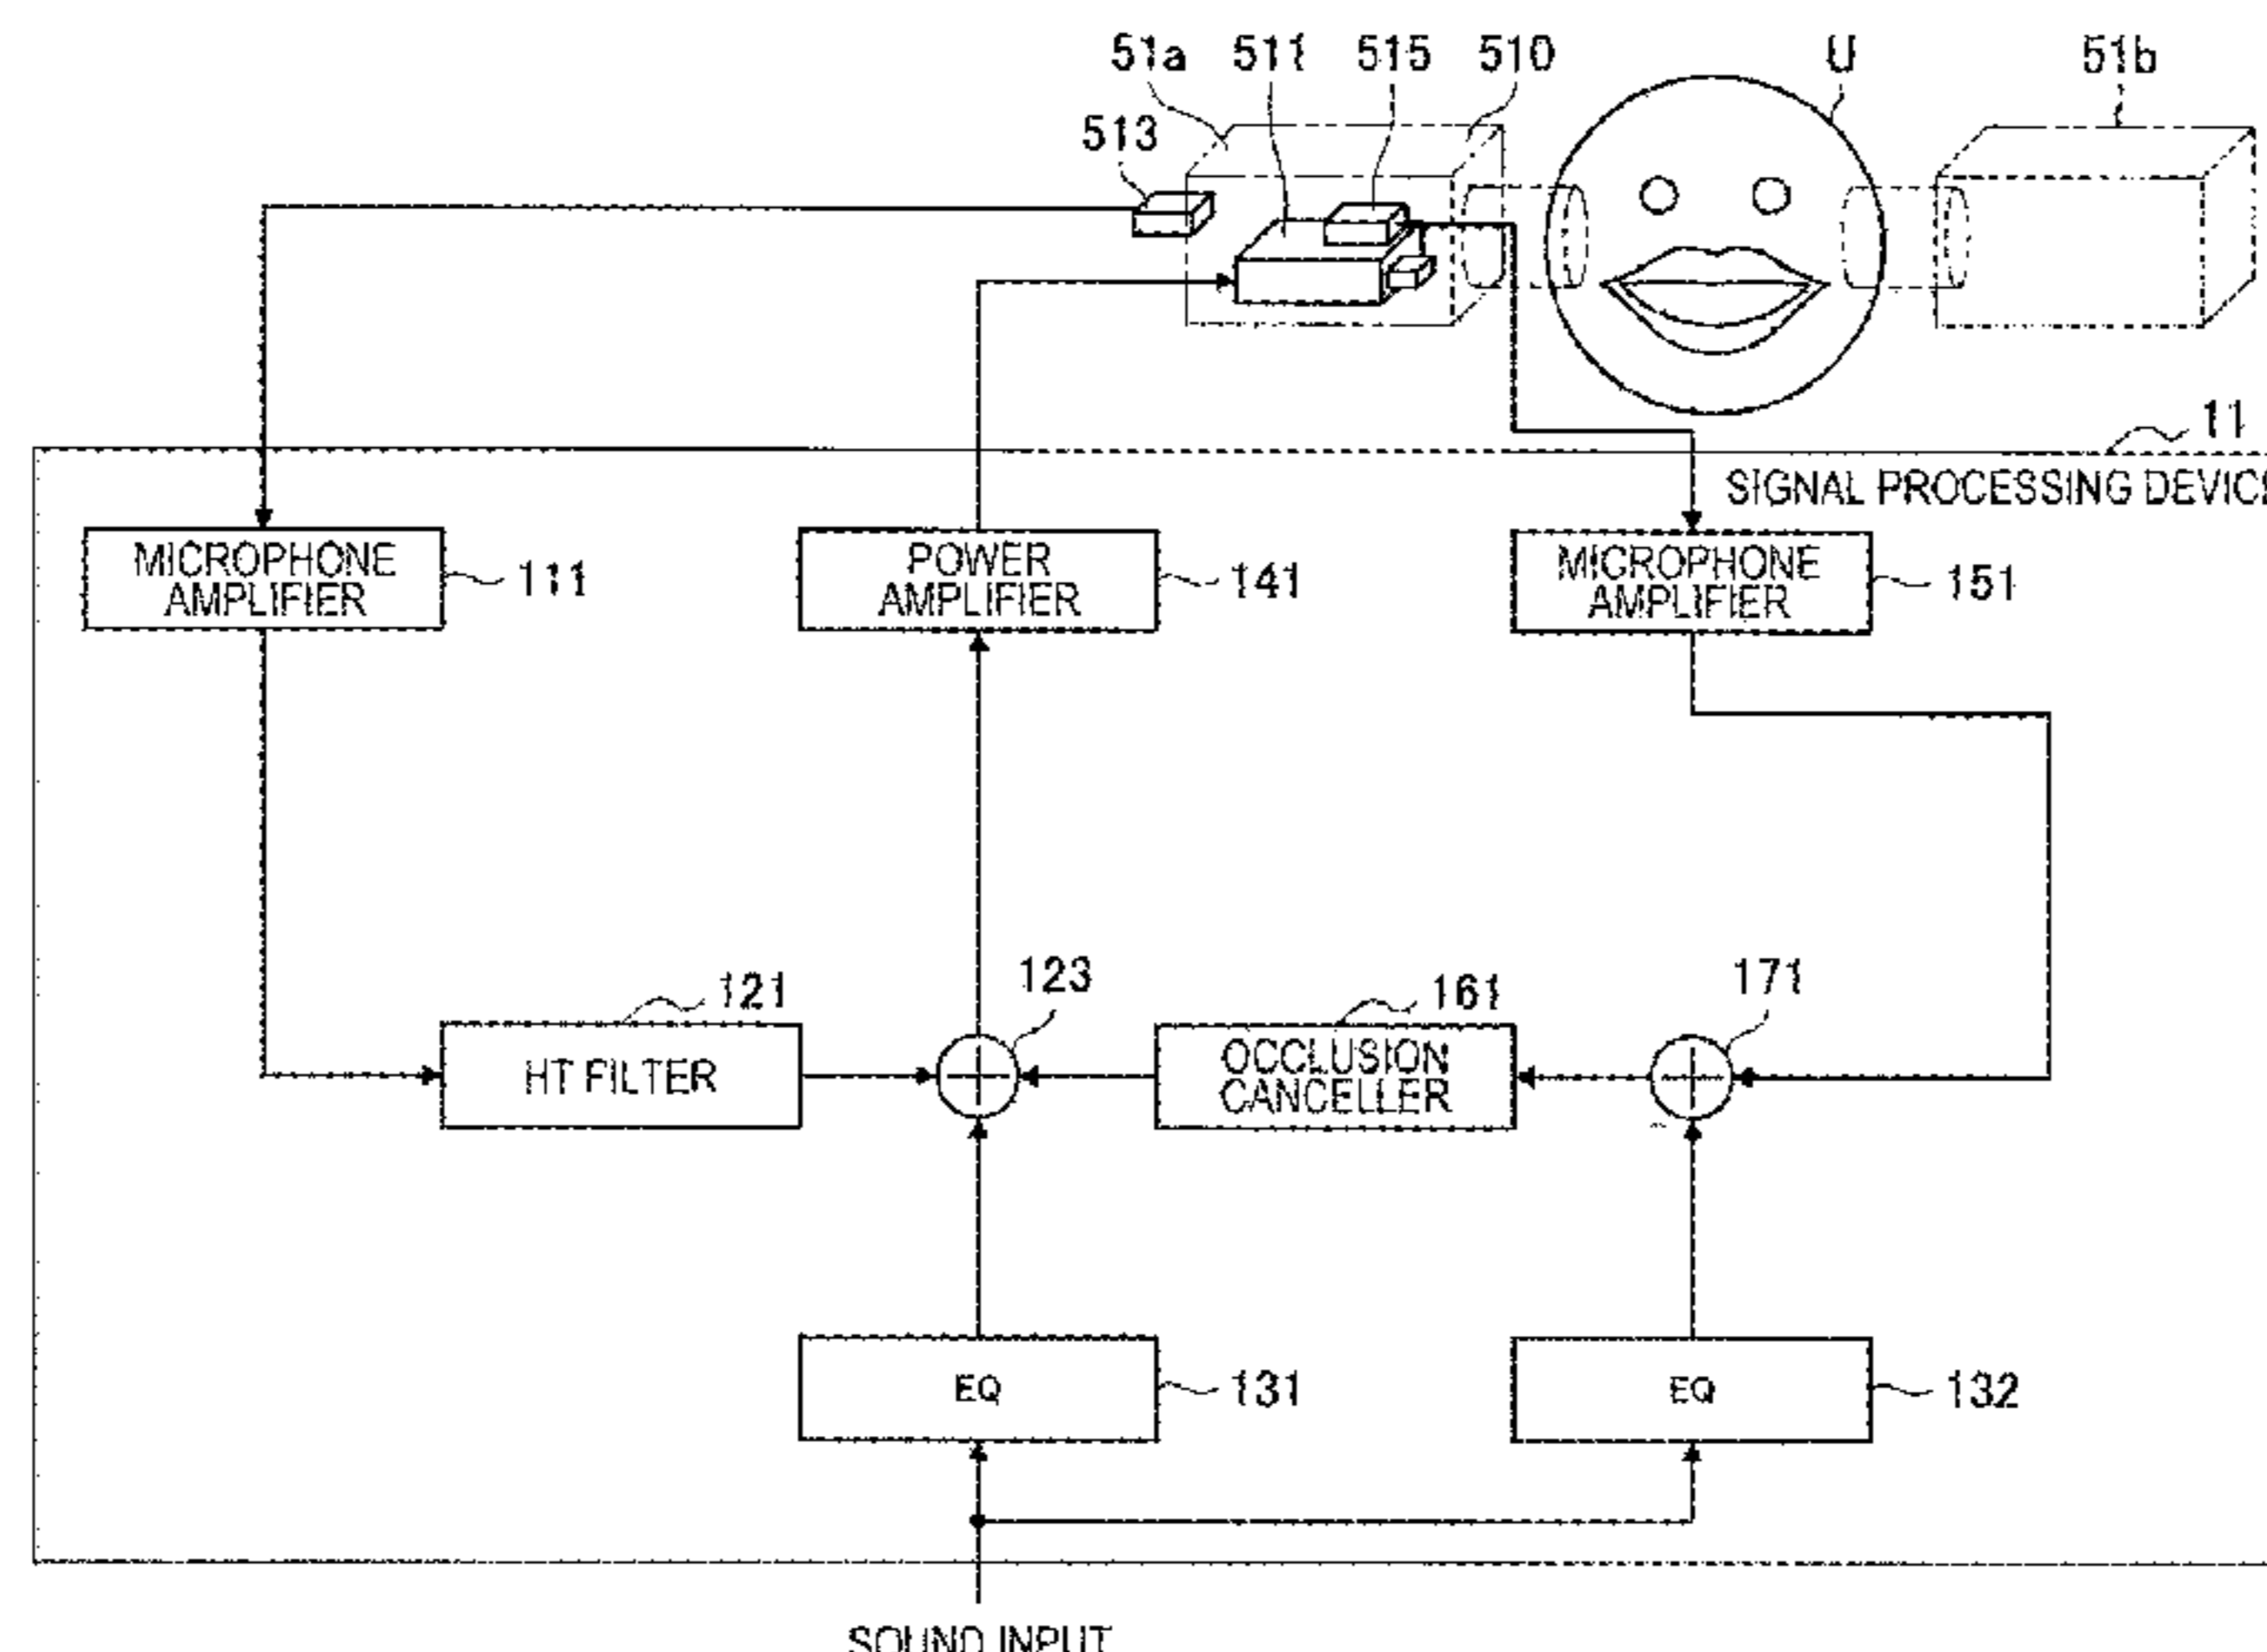 51a 511 515 510 U 51b
513
11
SIGNAL PROCESSING DEVICE
MICROPHONE
AMPLIFIER
111
POWER
AMPLIFIER
141
MICROPHONE
AMPLIFIER
151
121
123
161
171
HT FILTER
OCCLUSION
CANCELLER
EQ
131
EQ
132
SOUND INPUT